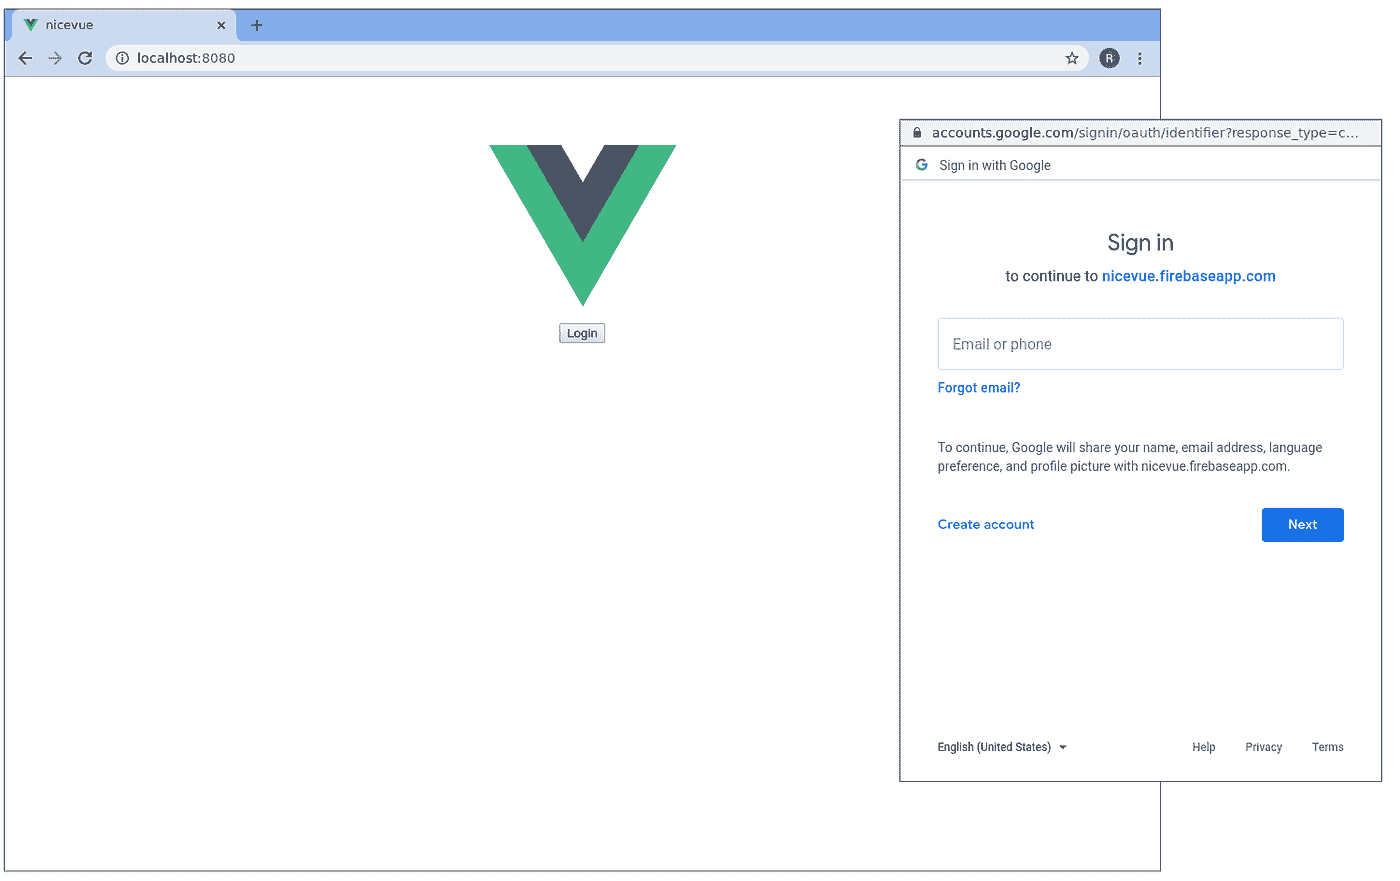 nicevue
localhost:8080
R
Login
accounts.google.com/signin/oauth/identifier?response_type=c...
Sign in with Google
Sign in
to continue to nicevue.firebaseapp.com
Email or phone
Forgot email?
To continue, Google will share your name, email address, language
preference, and profile picture with nicevue.firebaseapp.com.
Create account
Next
English (United States)
Help
Privacy
Terms